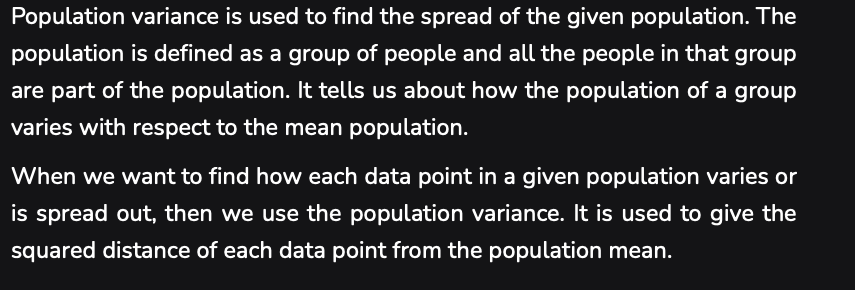 Population variance is used to find the spread of the given population. The
population is defined as a group of people and all the people in that group
are part of the population. It tells us about how the population of a group
varies with respect to the mean population.
When we want to find how each data point in a given population varies or
is spread out, then we use the population variance. It is used to give the
squared distance of each data point from the population mean.